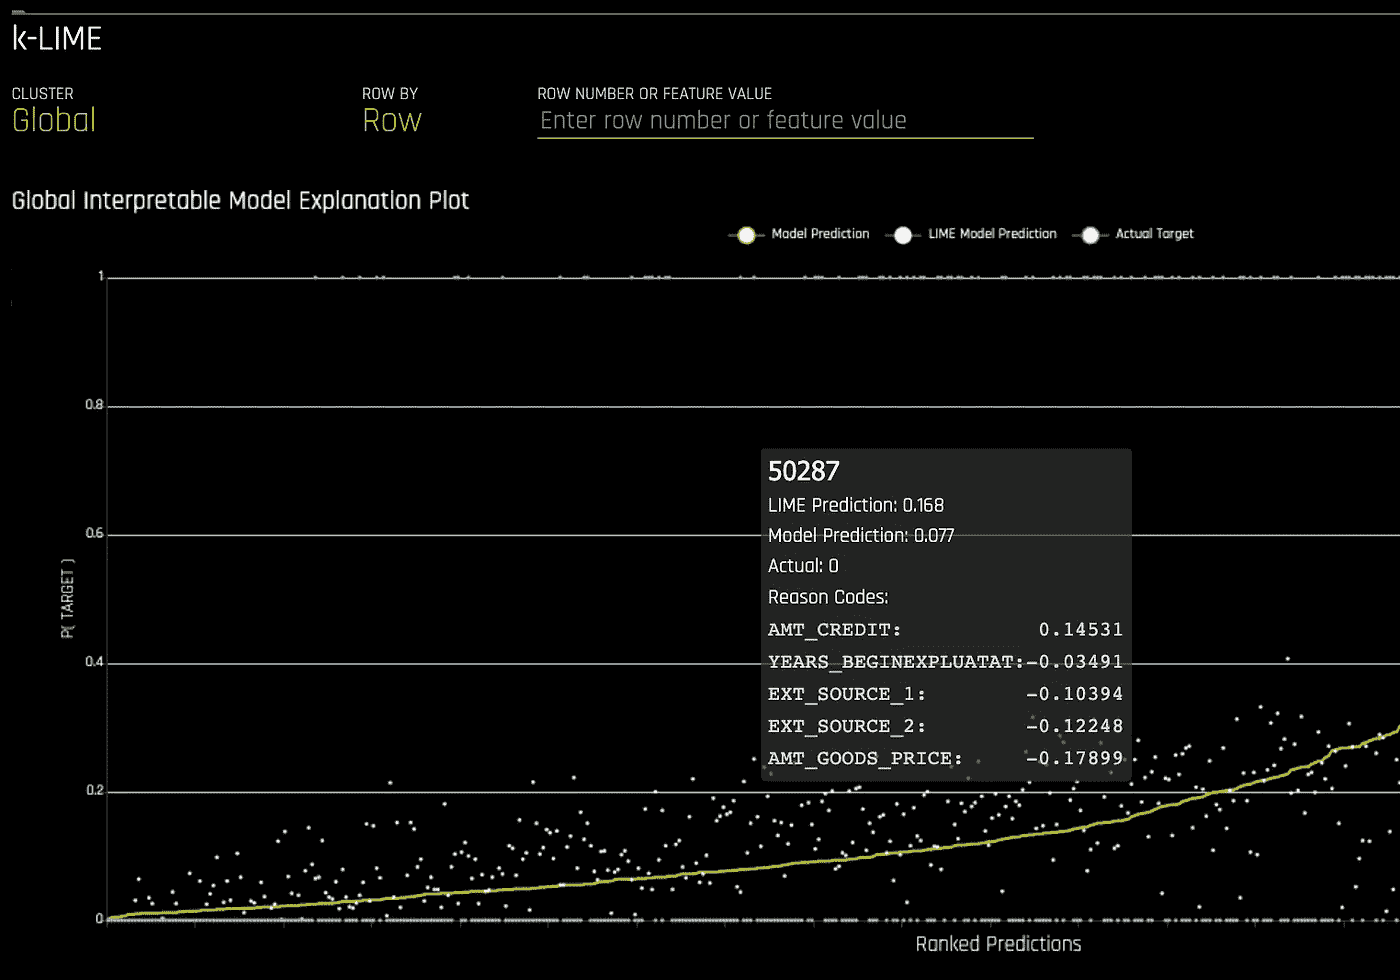 k-LIME
CLUSTER ROW BY ROW NUMBER OR FEATURE VALUE
Global Row Enter row number or feature value
Global Interpretable Model Explanation Plot
Model Prediction LIME Model Prediction Actual Target
1
0.8
0.6
0.4
0.2
0
P( TARGET )
50287
LIME Prediction: 0.168
Model Prediction: 0.077
Actual: 0
Reason Codes:
AMT_CREDIT: 0.14531
YEARS_BEGINEXPLUATAT: -0.03491
EXT_SOURCE_1: -0.10394
EXT_SOURCE_2: -0.12248
AMT_GOODS_PRICE: -0.17899
Ranked Predictions